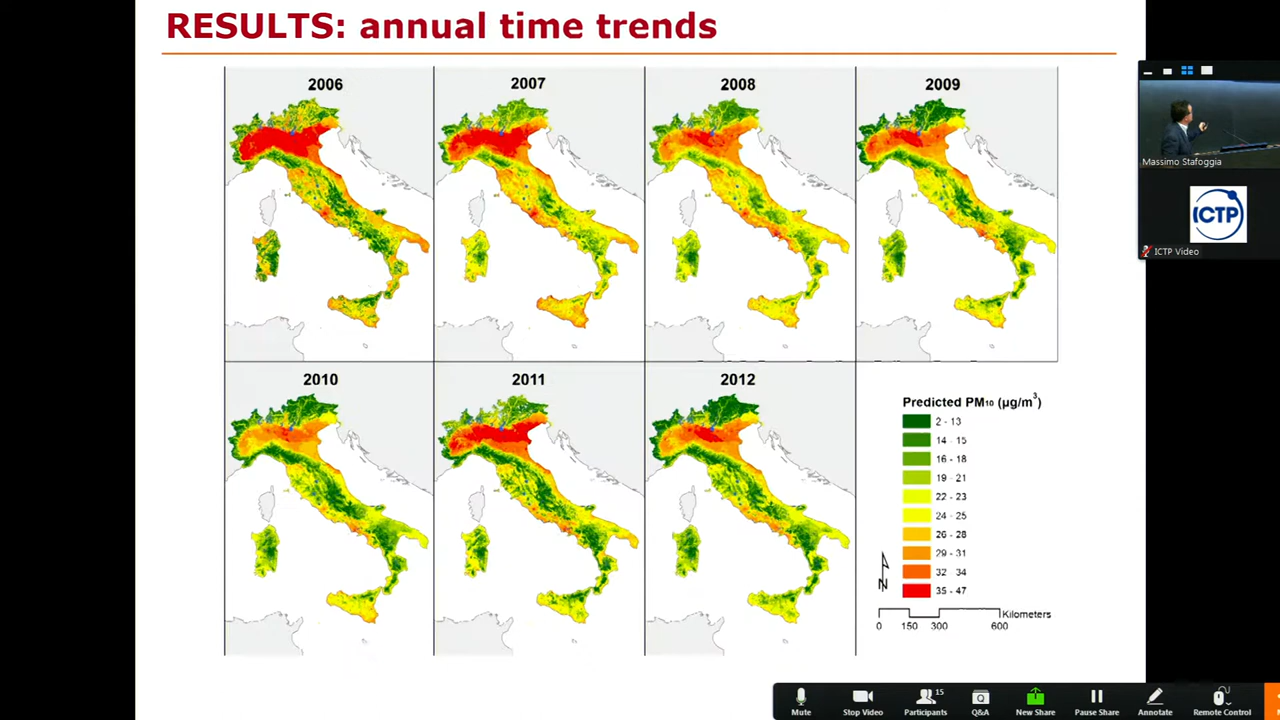 RESULTS: annual time trends
2006
2007
2008
2009
2010
2011
2012
Predicted PM10 (µg/m3)
2 - 13
14 - 15
16 - 18
19 - 21
22 - 23
24 - 25
26 - 28
29 - 31
32 - 34
35 - 47
N
Kilometers
0 150 300 600
Massimo Stafoggia
ICTP
ICTP Video
Mute
Stop Video
15
Participants
Q&A
New Share
Pause Share
Annotate
Remote Control